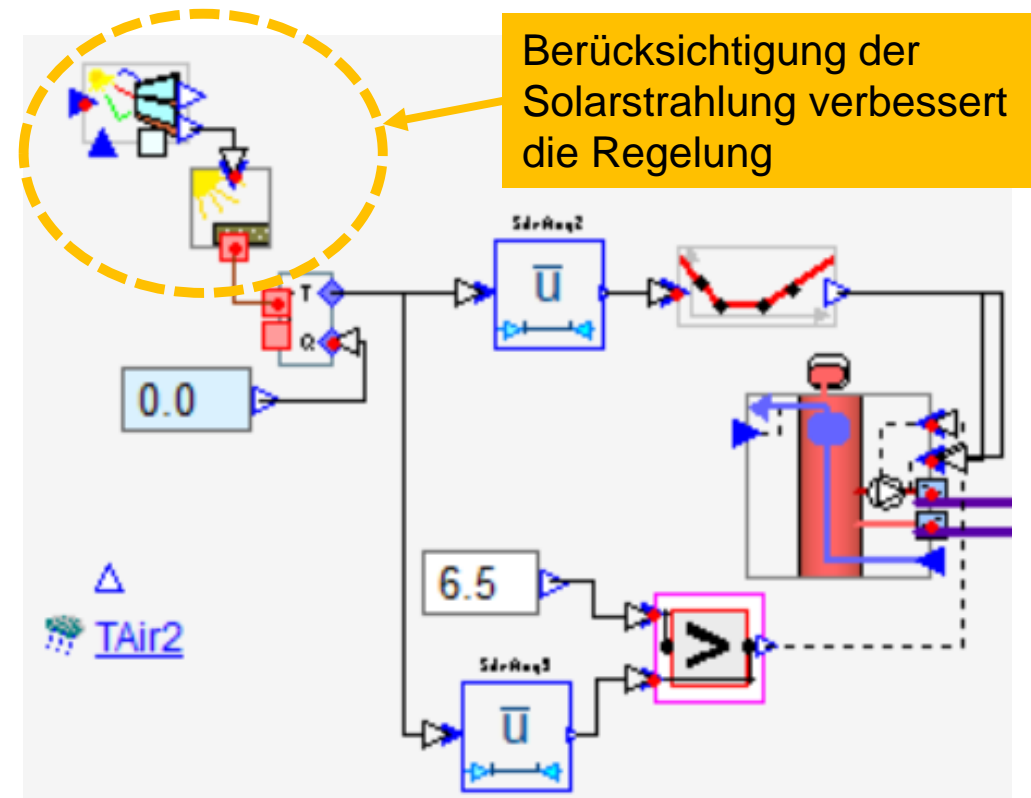 Berücksichtigung der
Solarstrahlung verbessert
die Regelung
T
Q
0.0
ū
6.5
>
TAir2
ū